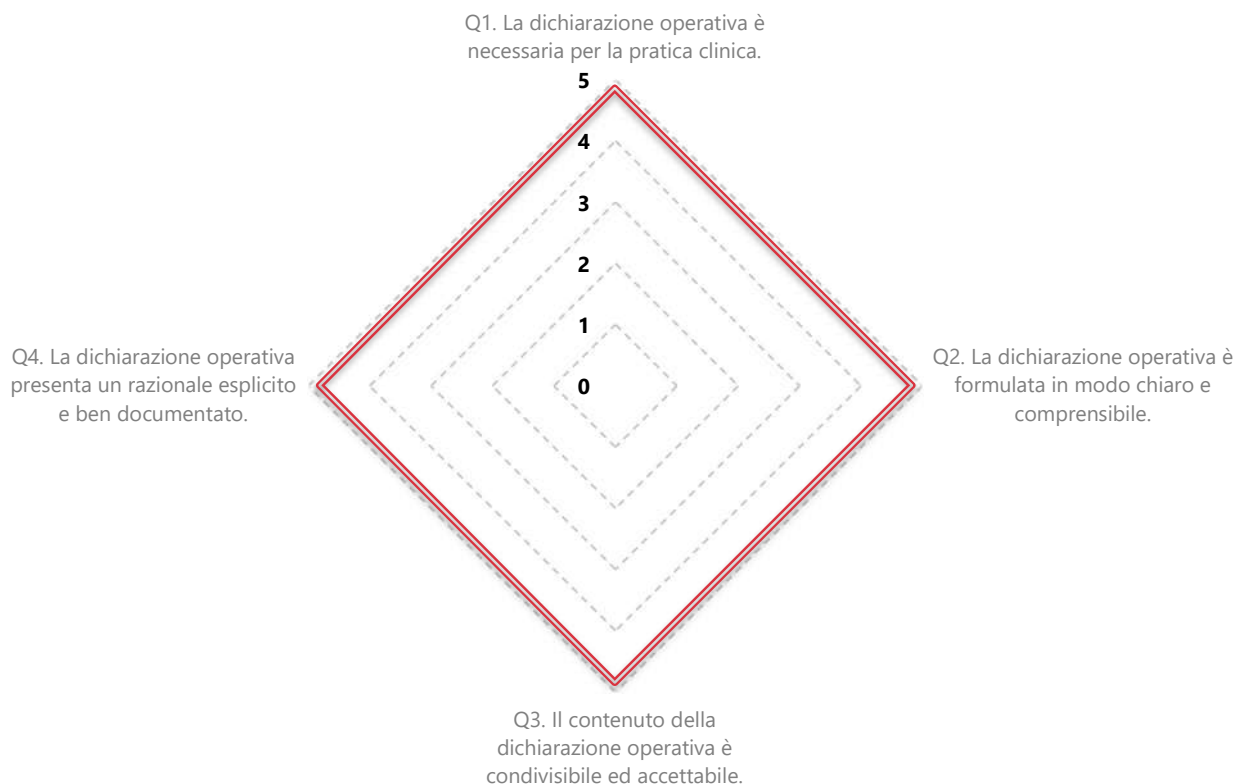 Q1. La dichiarazione operativa è
necessaria per la pratica clinica.
5
4
3
2
1
0
Q4. La dichiarazione operativa
presenta un razionale esplicito
e ben documentato.
Q2. La dichiarazione operativa è
formulata in modo chiaro e
comprensibile.
Q3. Il contenuto della
dichiarazione operativa è
condivisibile ed accettabile.